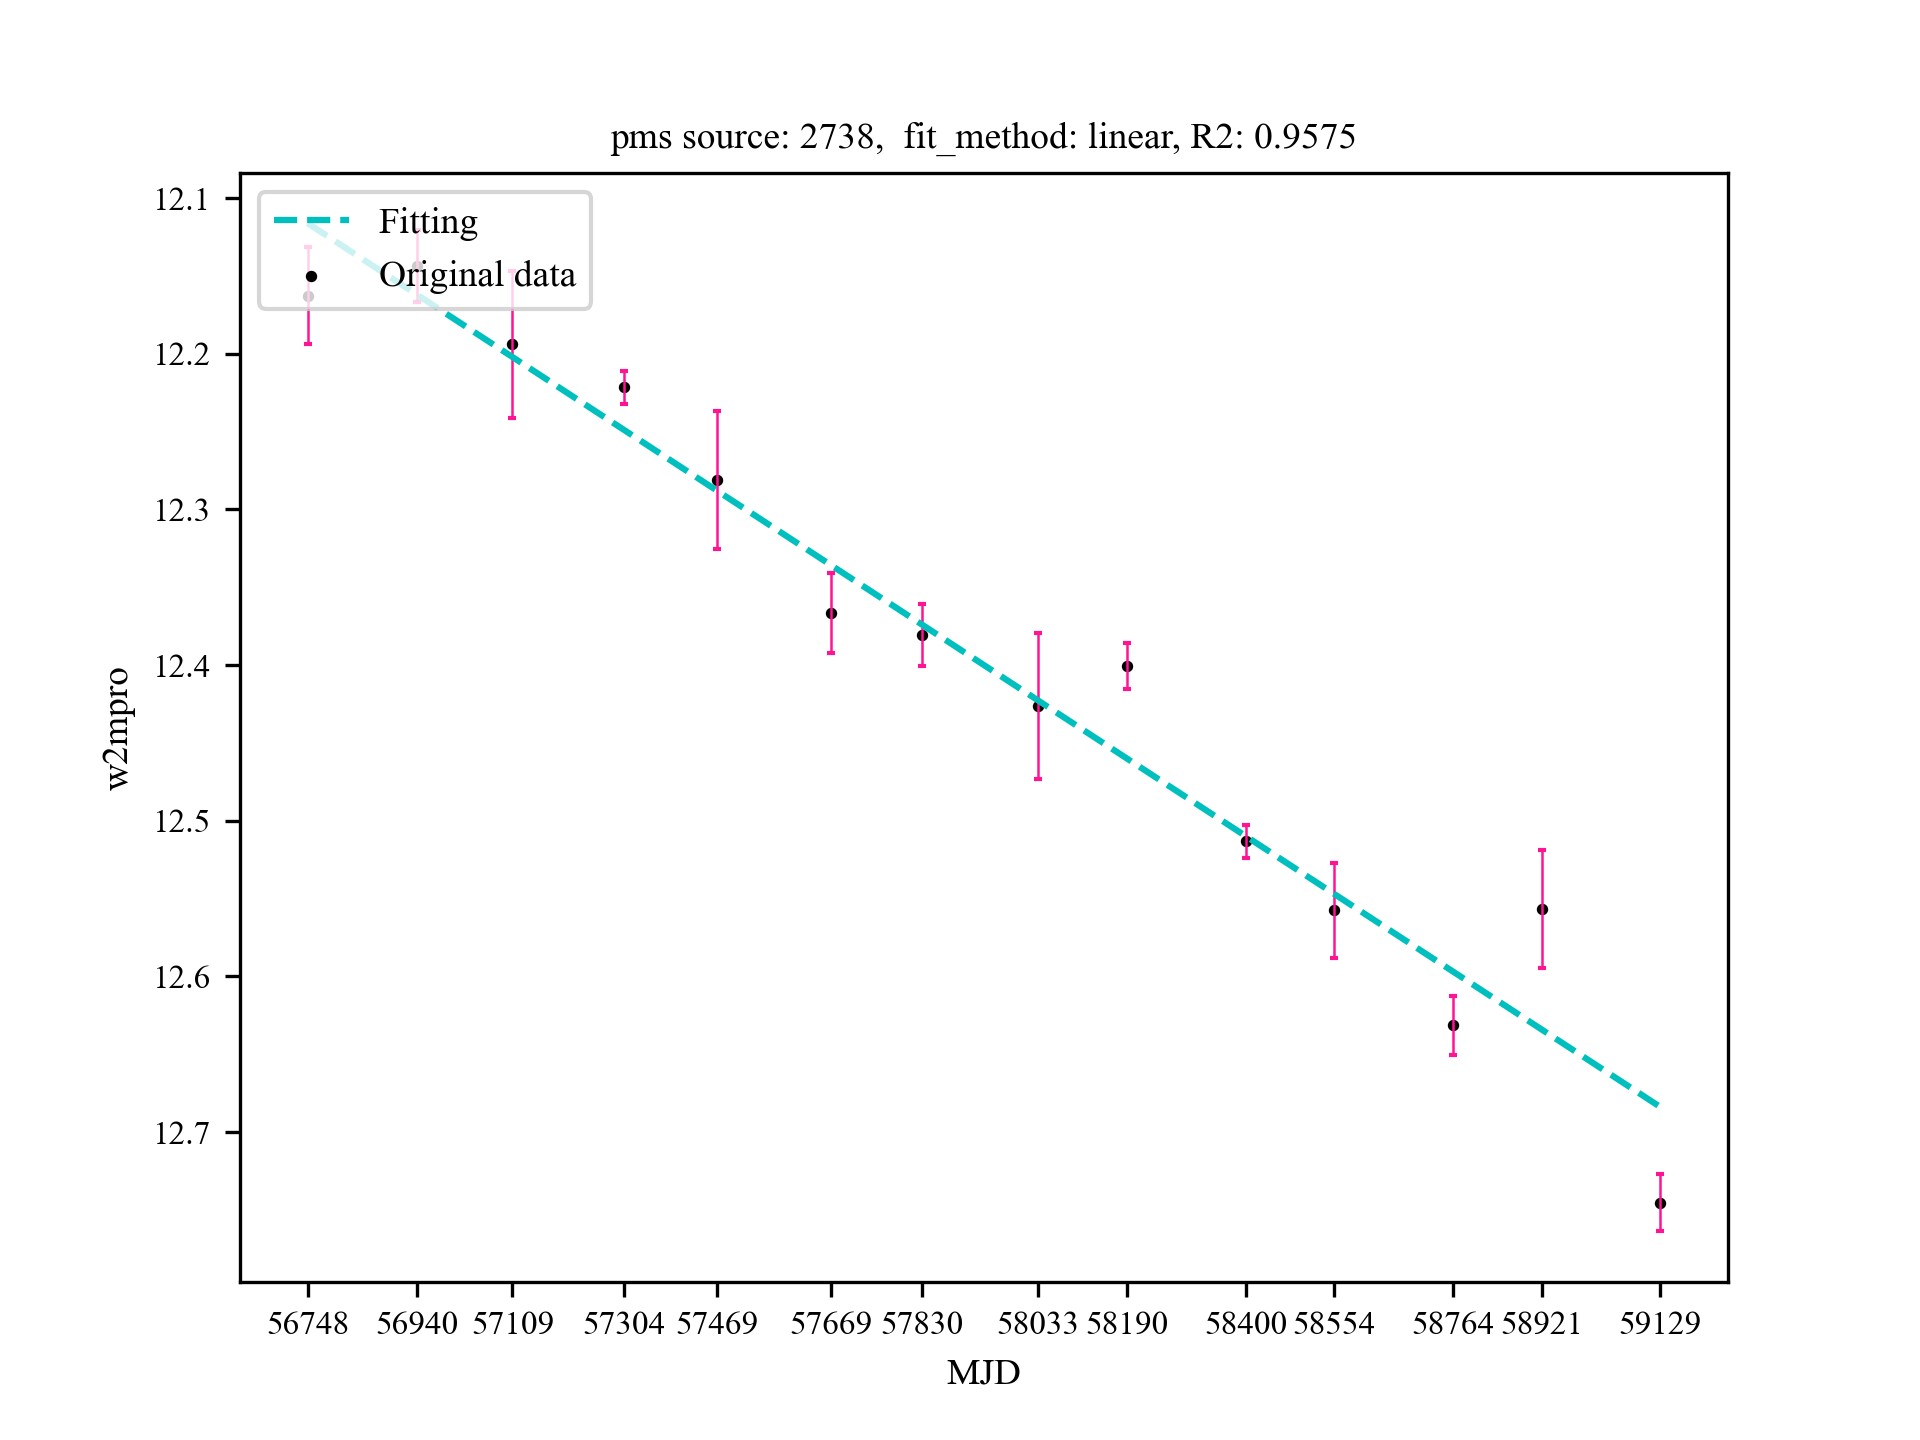 pms source: 2738,  fit_method: linear, R2: 0.9575
Fitting
Original data
12.1
12.2
12.3
12.4
12.5
12.6
12.7
w2mpro
56748 56940 57109 57304 57469 57669 57830 58033 58190 58400 58554 58764 58921 59129
MJD